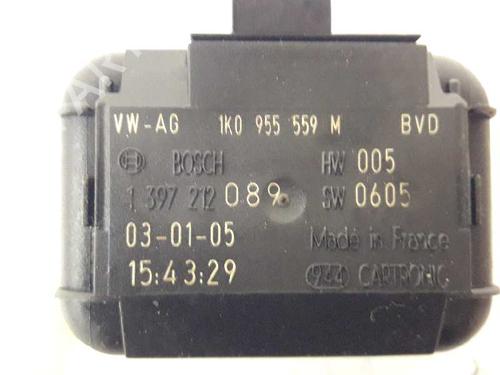 VW-AG 1K0 955 559 M BVD
BOSCH HW 005
1 397 212 089 SW 0605
03-01-05 Made in France
15:43:29 CARTRONIC